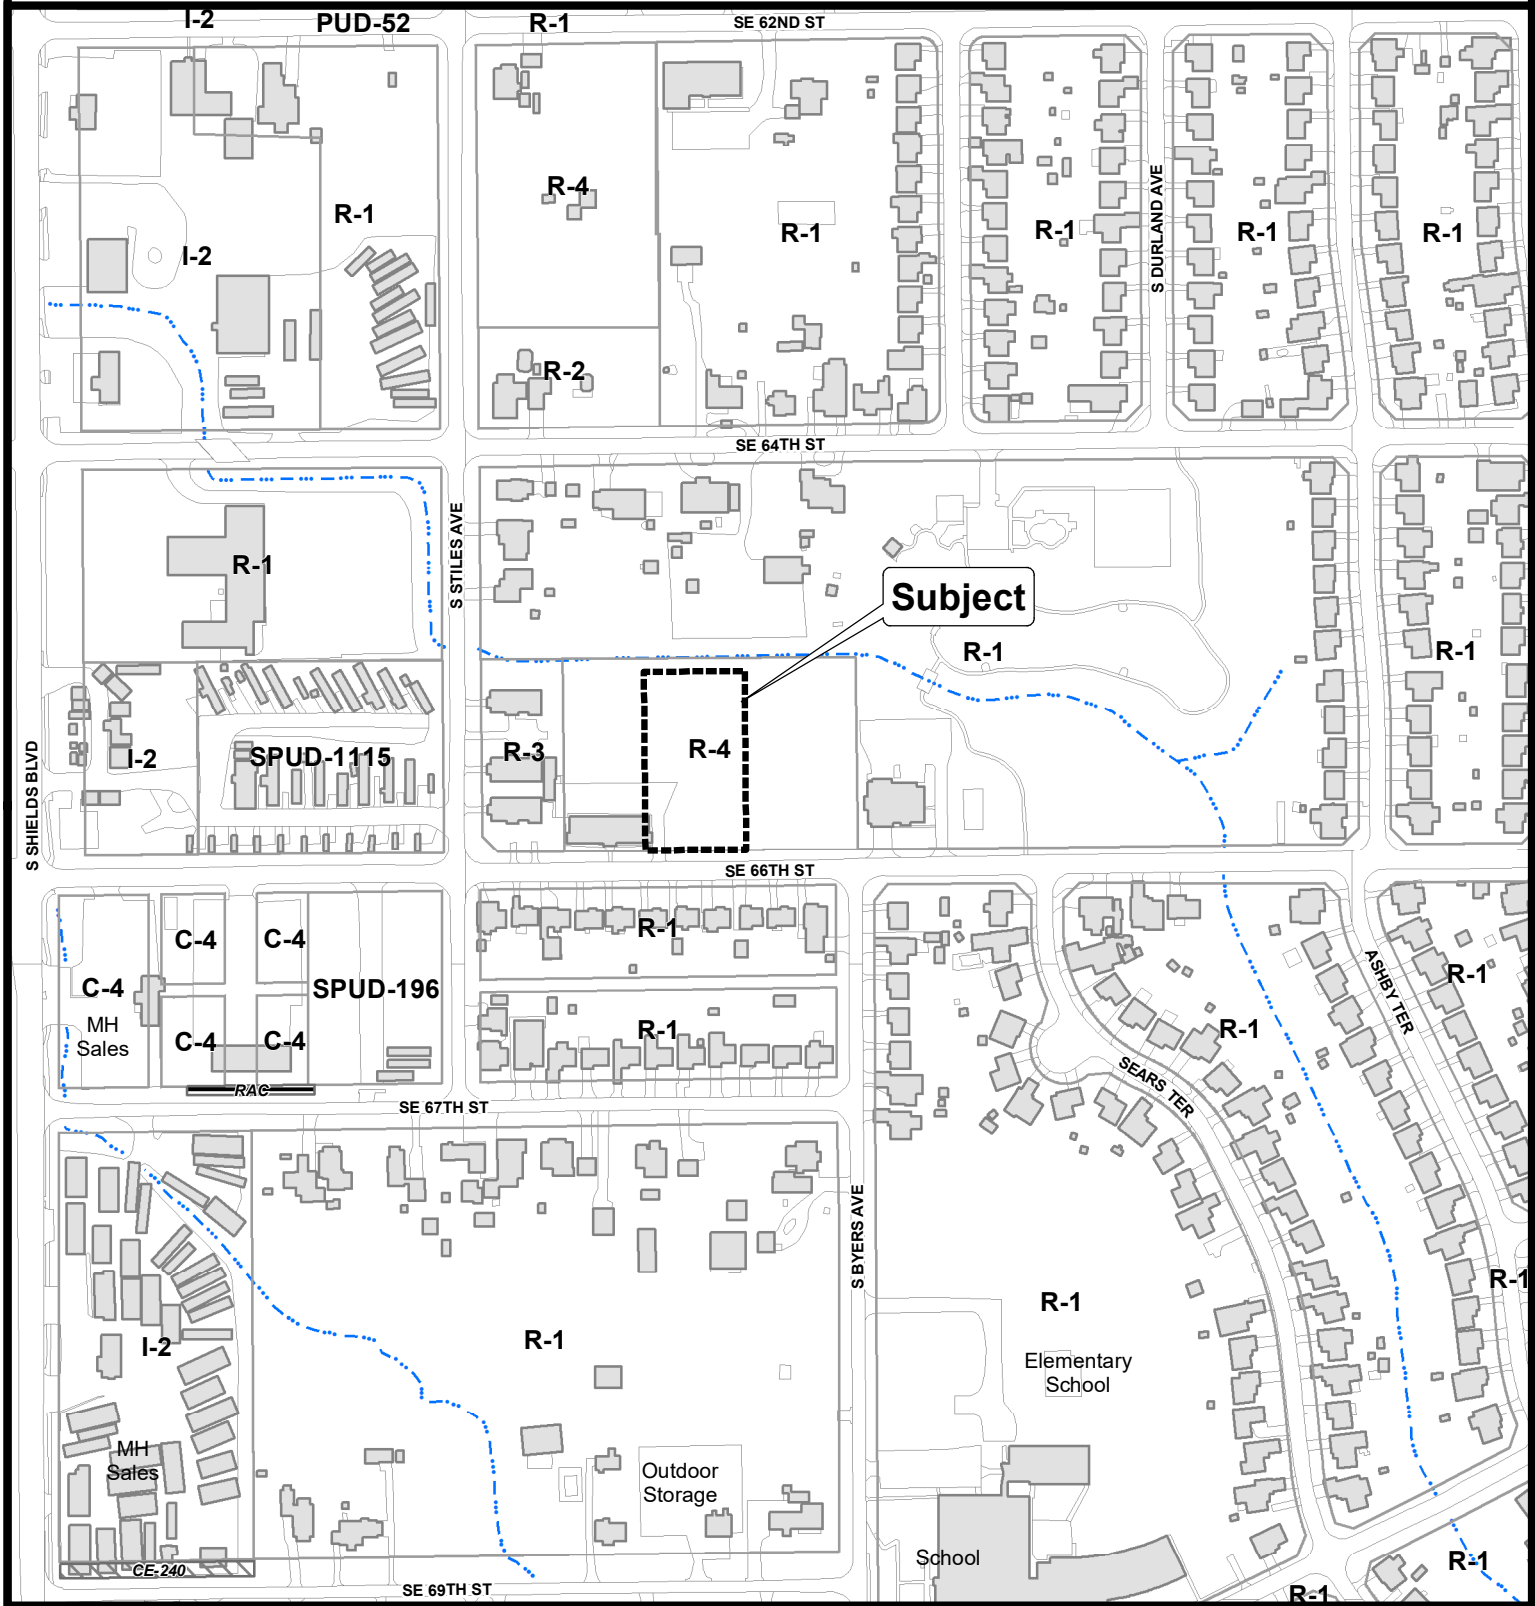 I-2
PUD-52
R-1
SE 62ND ST
R-4
R-1
R-1
I-2
R-1
R-1
R-1
R-1
S DURLAND AVE
R-2
SE 64TH ST
S STILES AVE
R-1
Subject
R-1
R-1
S SHIELDS BLVD
I-2
SPUD-1115
R-3
R-4
SE 66TH ST
C-4
C-4
R-1
C-4
SPUD-196
ASHBY TER
R-1
MH
Sales
C-4
C-4
R-1
R-1
RAC
SEARS TER
SE 67TH ST
S BYERS AVE
R-1
R-1
R-1
I-2
Elementary
School
MH
Sales
Outdoor
Storage
School
R-1
CE-240
SE 69TH ST
R-1